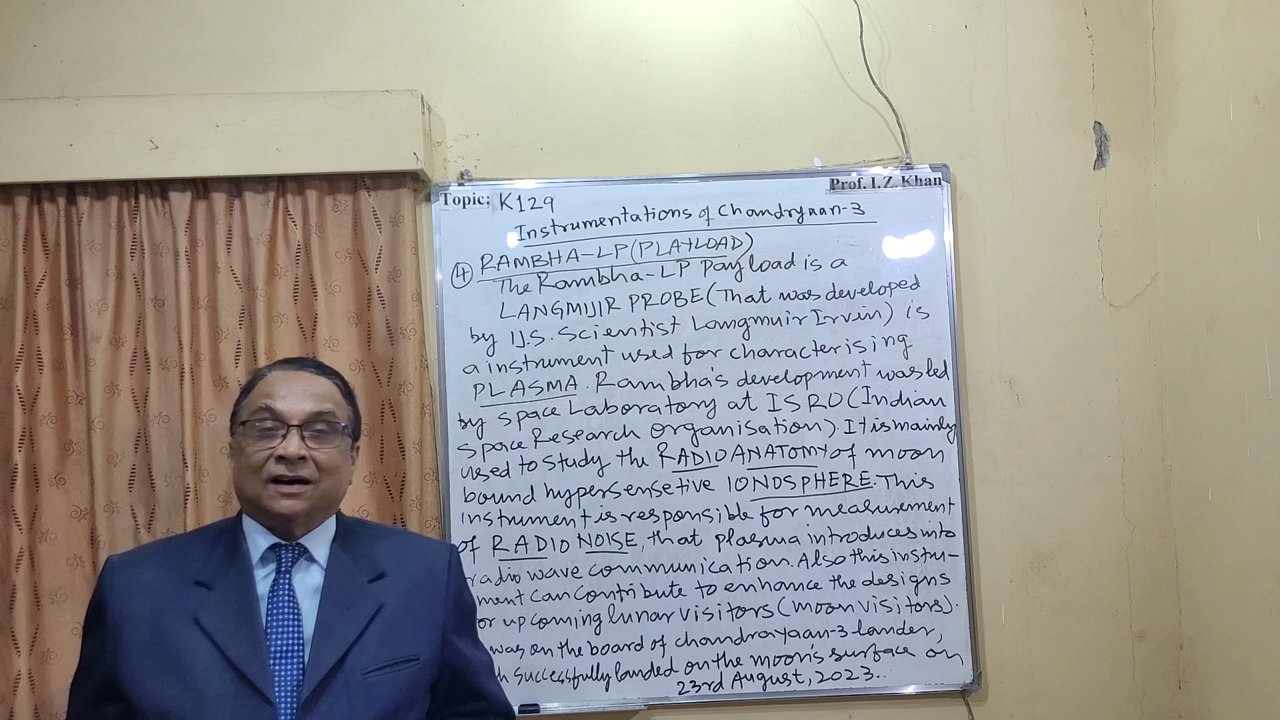 Topic: K129
Prof. I.Z. Khan
Instrumentations of Chandryaan-3
④ RAMBHA-LP (PLAYLOAD)
The Rambha-LP Payload is a
LANGMUIR PROBE (That was developed
by U.S. Scientist Langmuir Irvin) is
a instrument used for characterising
PLASMA. Rambha's development was led
by space Laboratory at ISRO (Indian
Space Research organisation). It is mainly
used to study the RADIO ANATOMY of moon
bound hypersensetive IONOSPHERE. This
instrument is responsible for measurement
of RADIO NOISE, that plasma introduces into
radio wave communication. Also this instru-
ment can contribute to enhance the designs
or upcoming lunar visitors (moon visitors).
was on the board of chandrayaan-3 lander,
h successfully landed on the moon's surface on
23rd August, 2023..